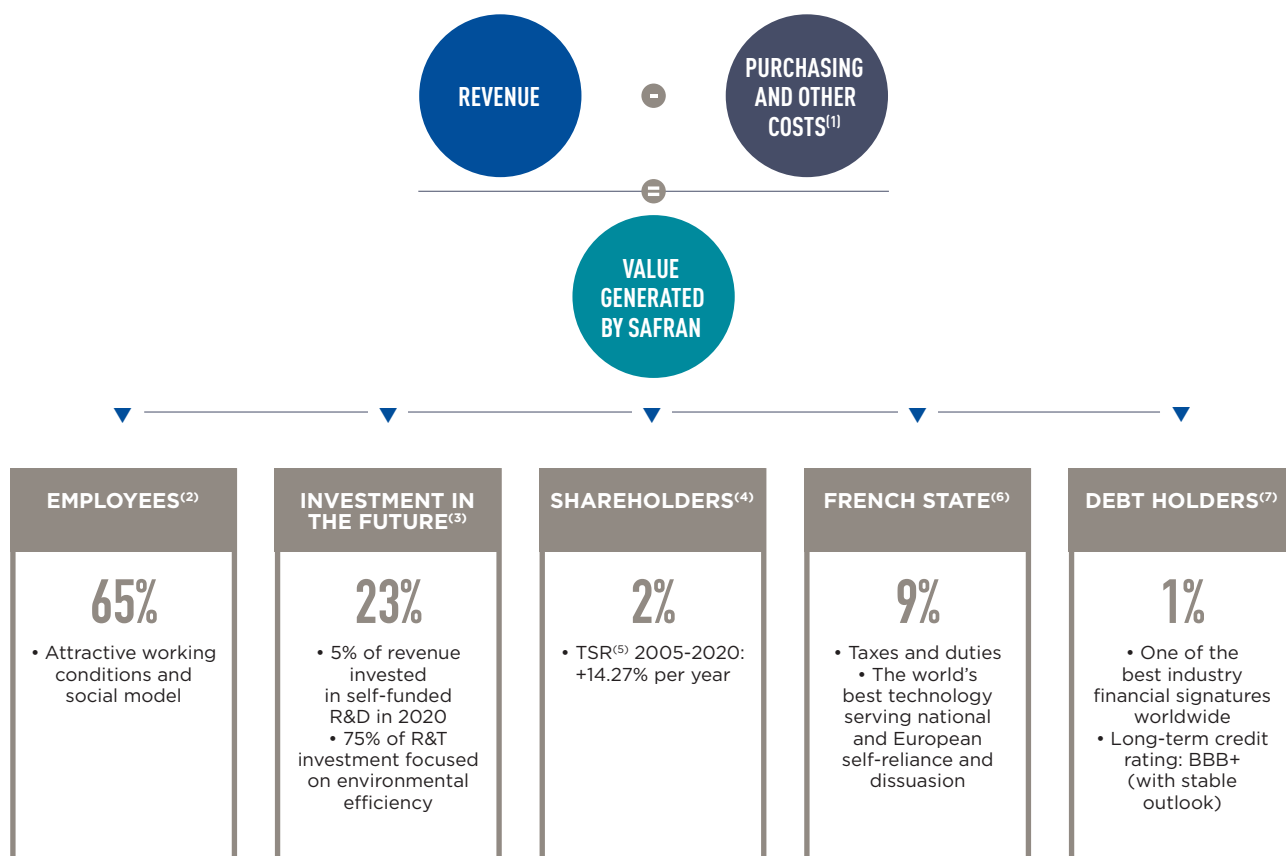 REVENUE
-
PURCHASING
AND OTHER
COSTS(1)
=
VALUE
GENERATED
BY SAFRAN
EMPLOYEES(2)
65%
• Attractive working
conditions and
social model
INVESTMENT IN
THE FUTURE(3)
23%
• 5% of revenue
invested
in self-funded
R&D in 2020
• 75% of R&T
investment focused
on environmental
efficiency
SHAREHOLDERS(4)
2%
• TSR(5) 2005-2020:
+14.27% per year
FRENCH STATE(6)
9%
• Taxes and duties
• The world's
best technology
serving national
and European
self-reliance and
dissuasion
DEBT HOLDERS(7)
1%
• One of the
best industry
financial signatures
worldwide
• Long-term credit
rating: BBB+
(with stable
outlook)